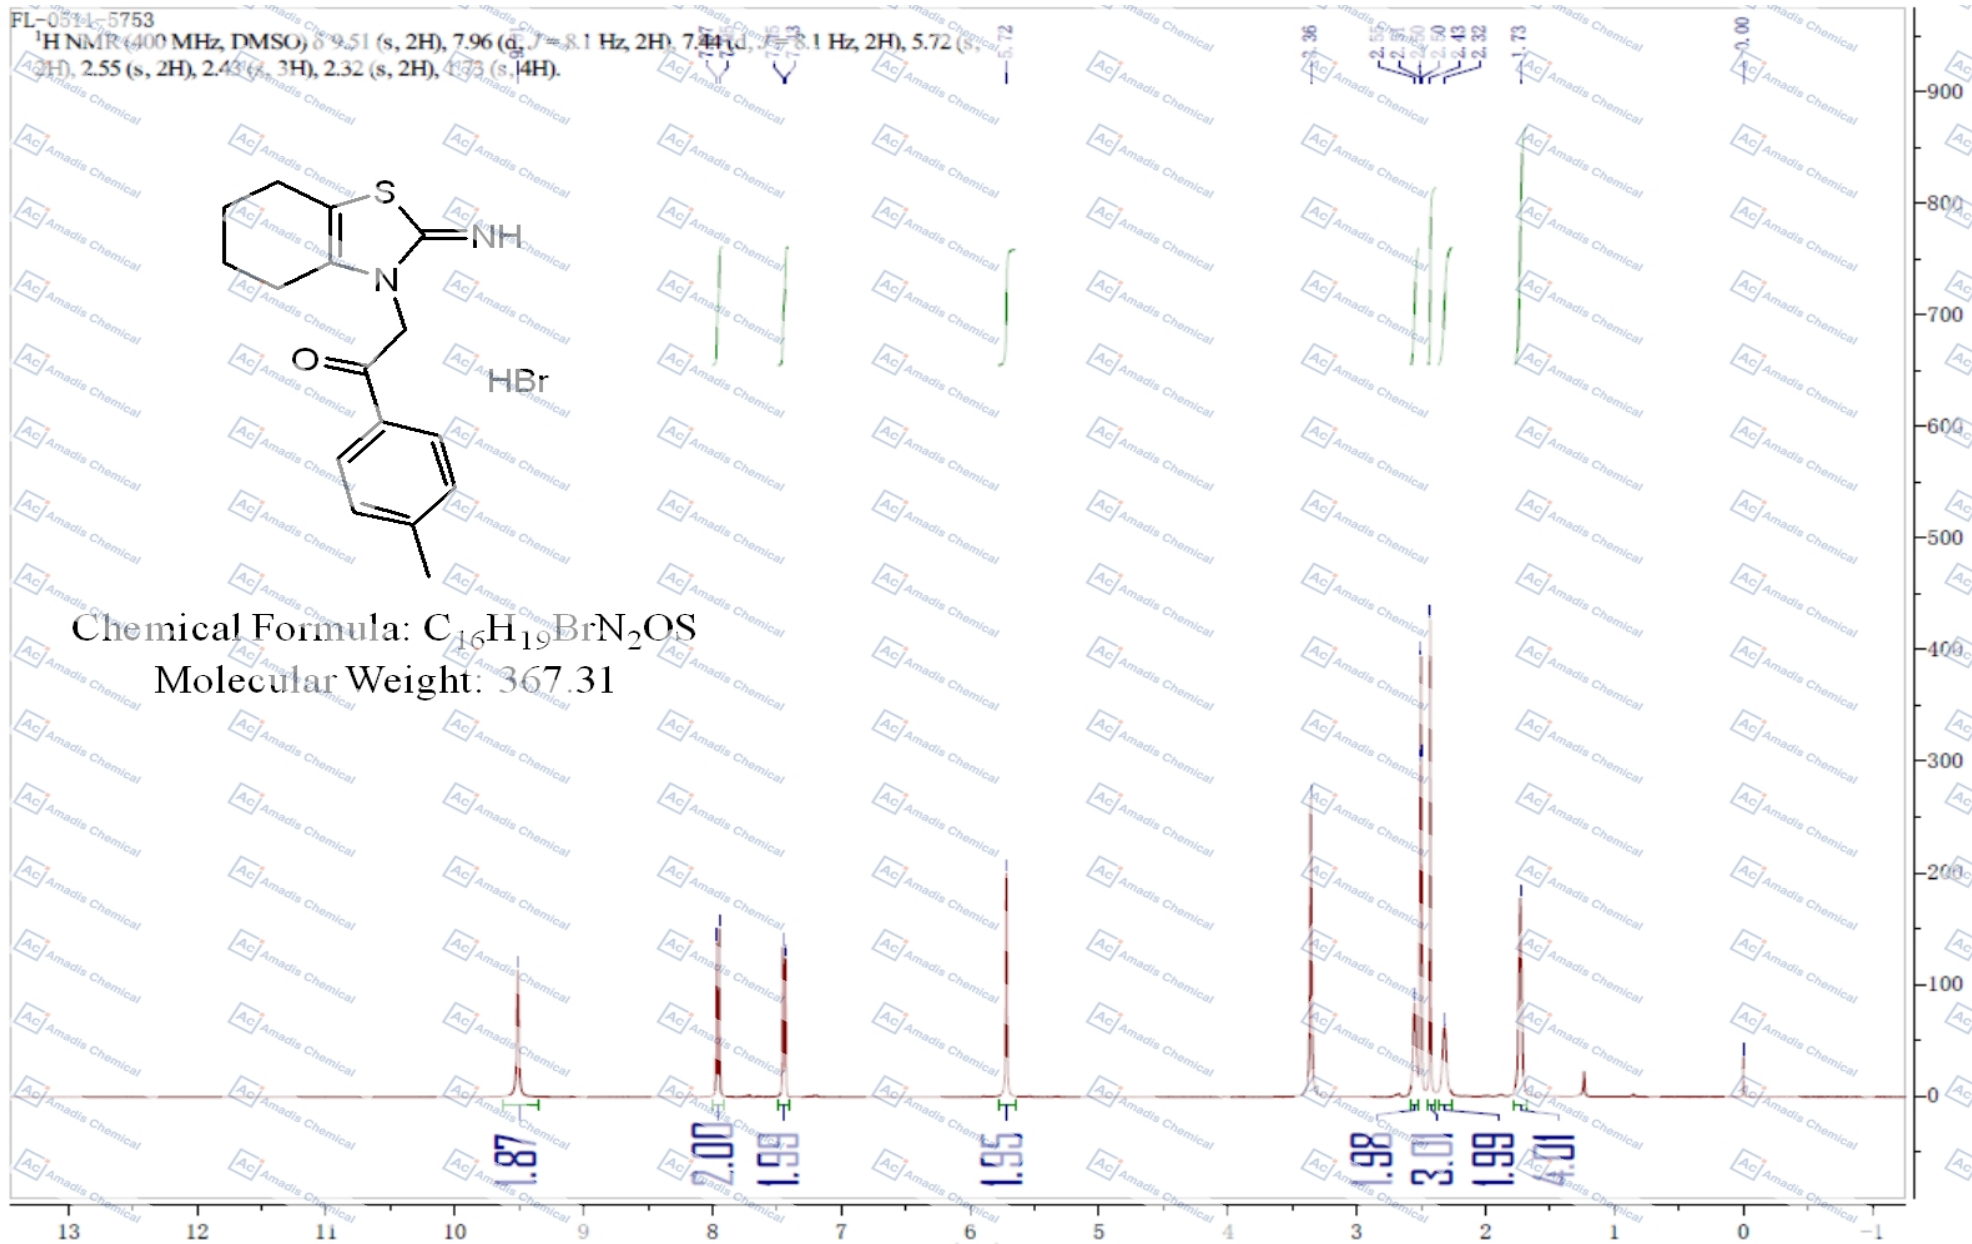 FL-0511-5753
¹H NMR (400 MHz, DMSO) δ 9.51 (s, 2H), 7.96 (d, J = 8.1 Hz, 2H), 7.44 (d, J = 8.1 Hz, 2H), 5.72 (s,
2H), 2.55 (s, 2H), 2.43 (s, 3H), 2.32 (s, 2H), 1.73 (s, 4H).
5.72
3.36
2.50
2.43
2.32
1.73
0.00
S
NH
N
O
HBr
Chemical Formula: C₁₆H₁₉BrN₂OS
Molecular Weight: 367.31
900
800
700
600
500
400
300
200
100
0
1.87
2.00
1.99
1.95
1.98
3.01
1.99
4.01
13 12 11 10 9 8 7 6 5 4 3 2 1 0 -1
Ac Amadis Chemical